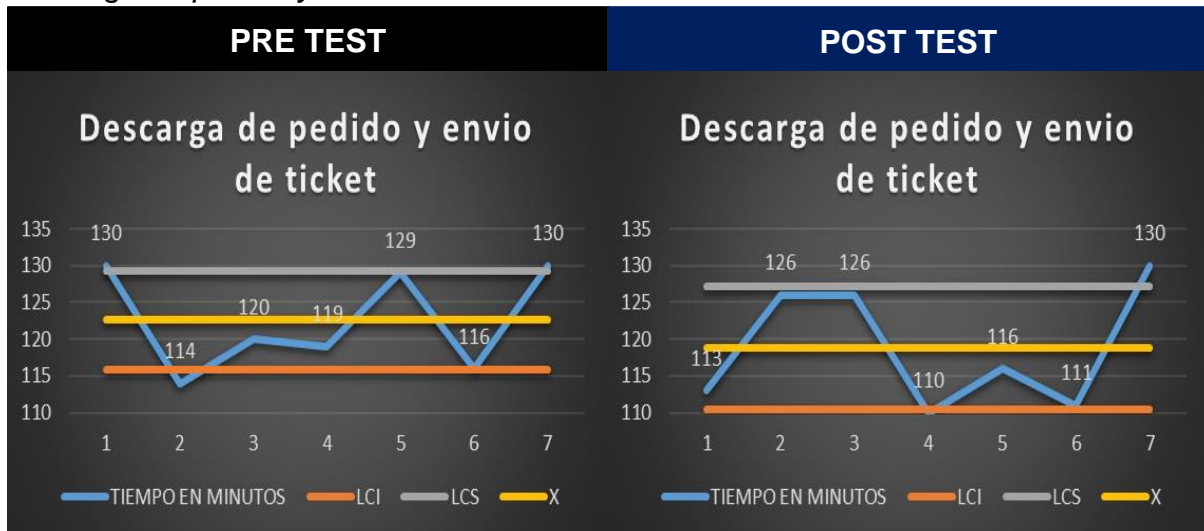 PRE TEST
Descarga de pedido y envio
de ticket
135
130
125
120
115
110
130
114
120
119
129
116
130
1 2 3 4 5 6 7
TIEMPO EN MINUTOS LCI LCS X
POST TEST
Descarga de pedido y envio
de ticket
135
130
125
120
115
110
113
126
126
110
116
111
130
1 2 3 4 5 6 7
TIEMPO EN MINUTOS LCI LCS X